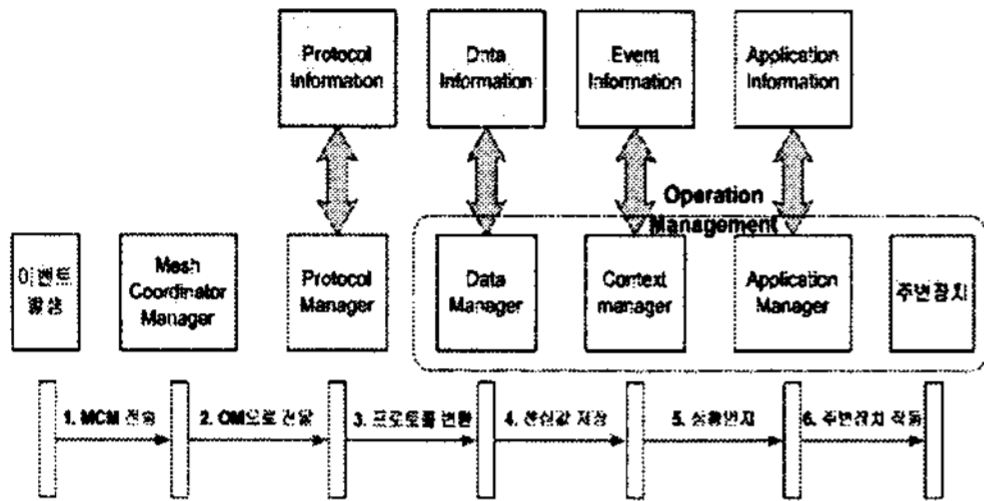 Protocol
Information
Data
Information
Event
Information
Application
Information
Operation
Management
이벤트
발생
Mesh
Coordinator
Manager
Protocol
Manager
Data
Manager
Context
manager
Application
Manager
주변장치
1. MCM 전송
2. OM으로 전달
3. 프로토콜 변환
4. 센싱값 저장
5. 상황인지
6. 주변장치 작동